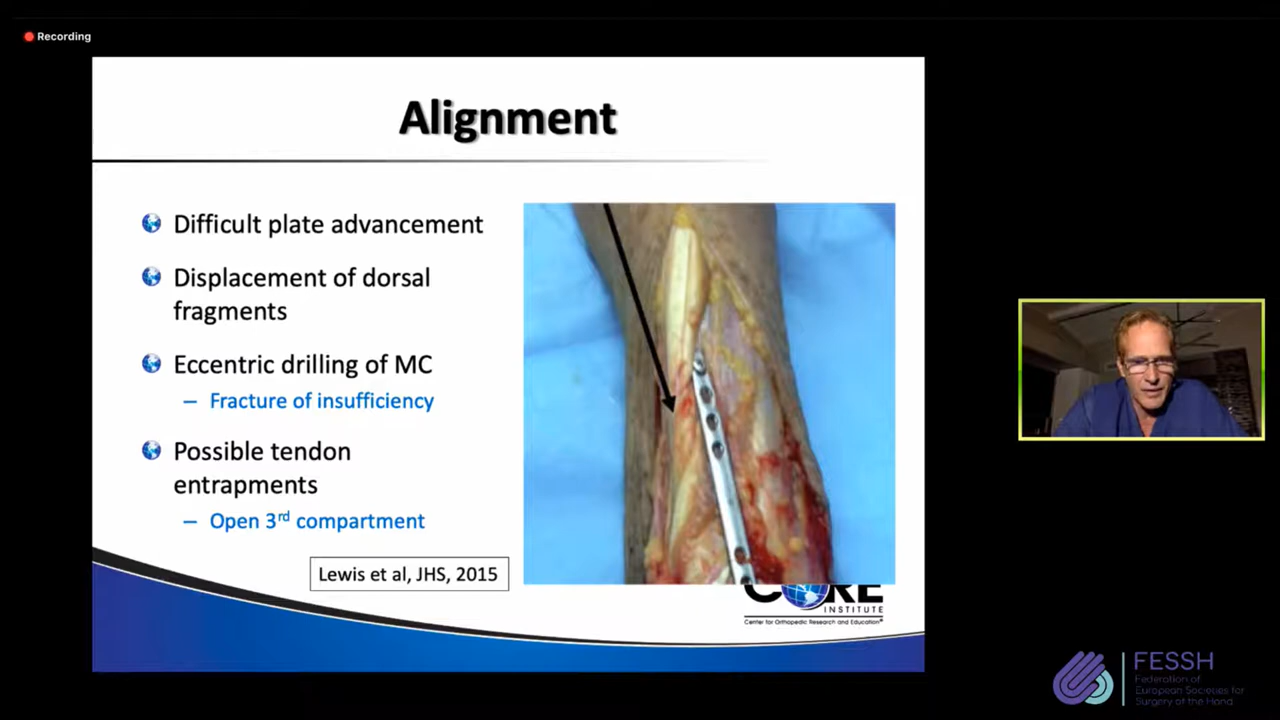 Recording
Alignment
Difficult plate advancement
Displacement of dorsal
fragments
Eccentric drilling of MC
– Fracture of insufficiency
Possible tendon
entrapments
– Open 3rd compartment
Lewis et al, JHS, 2015
CORE
INSTITUTE
Center for Orthopedic Research and Education®
FESSH
Federation of
European Societies for
Surgery of the Hand